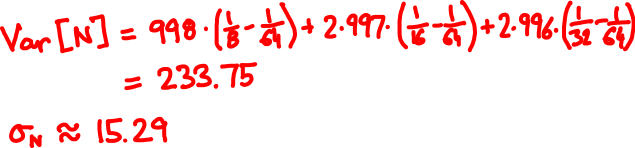 Var[N] = 998·(1/8-1/64)+2·997·(1/16-1/64)+2·996·(1/32-1/64)
= 233.75
σN ≈ 15.29